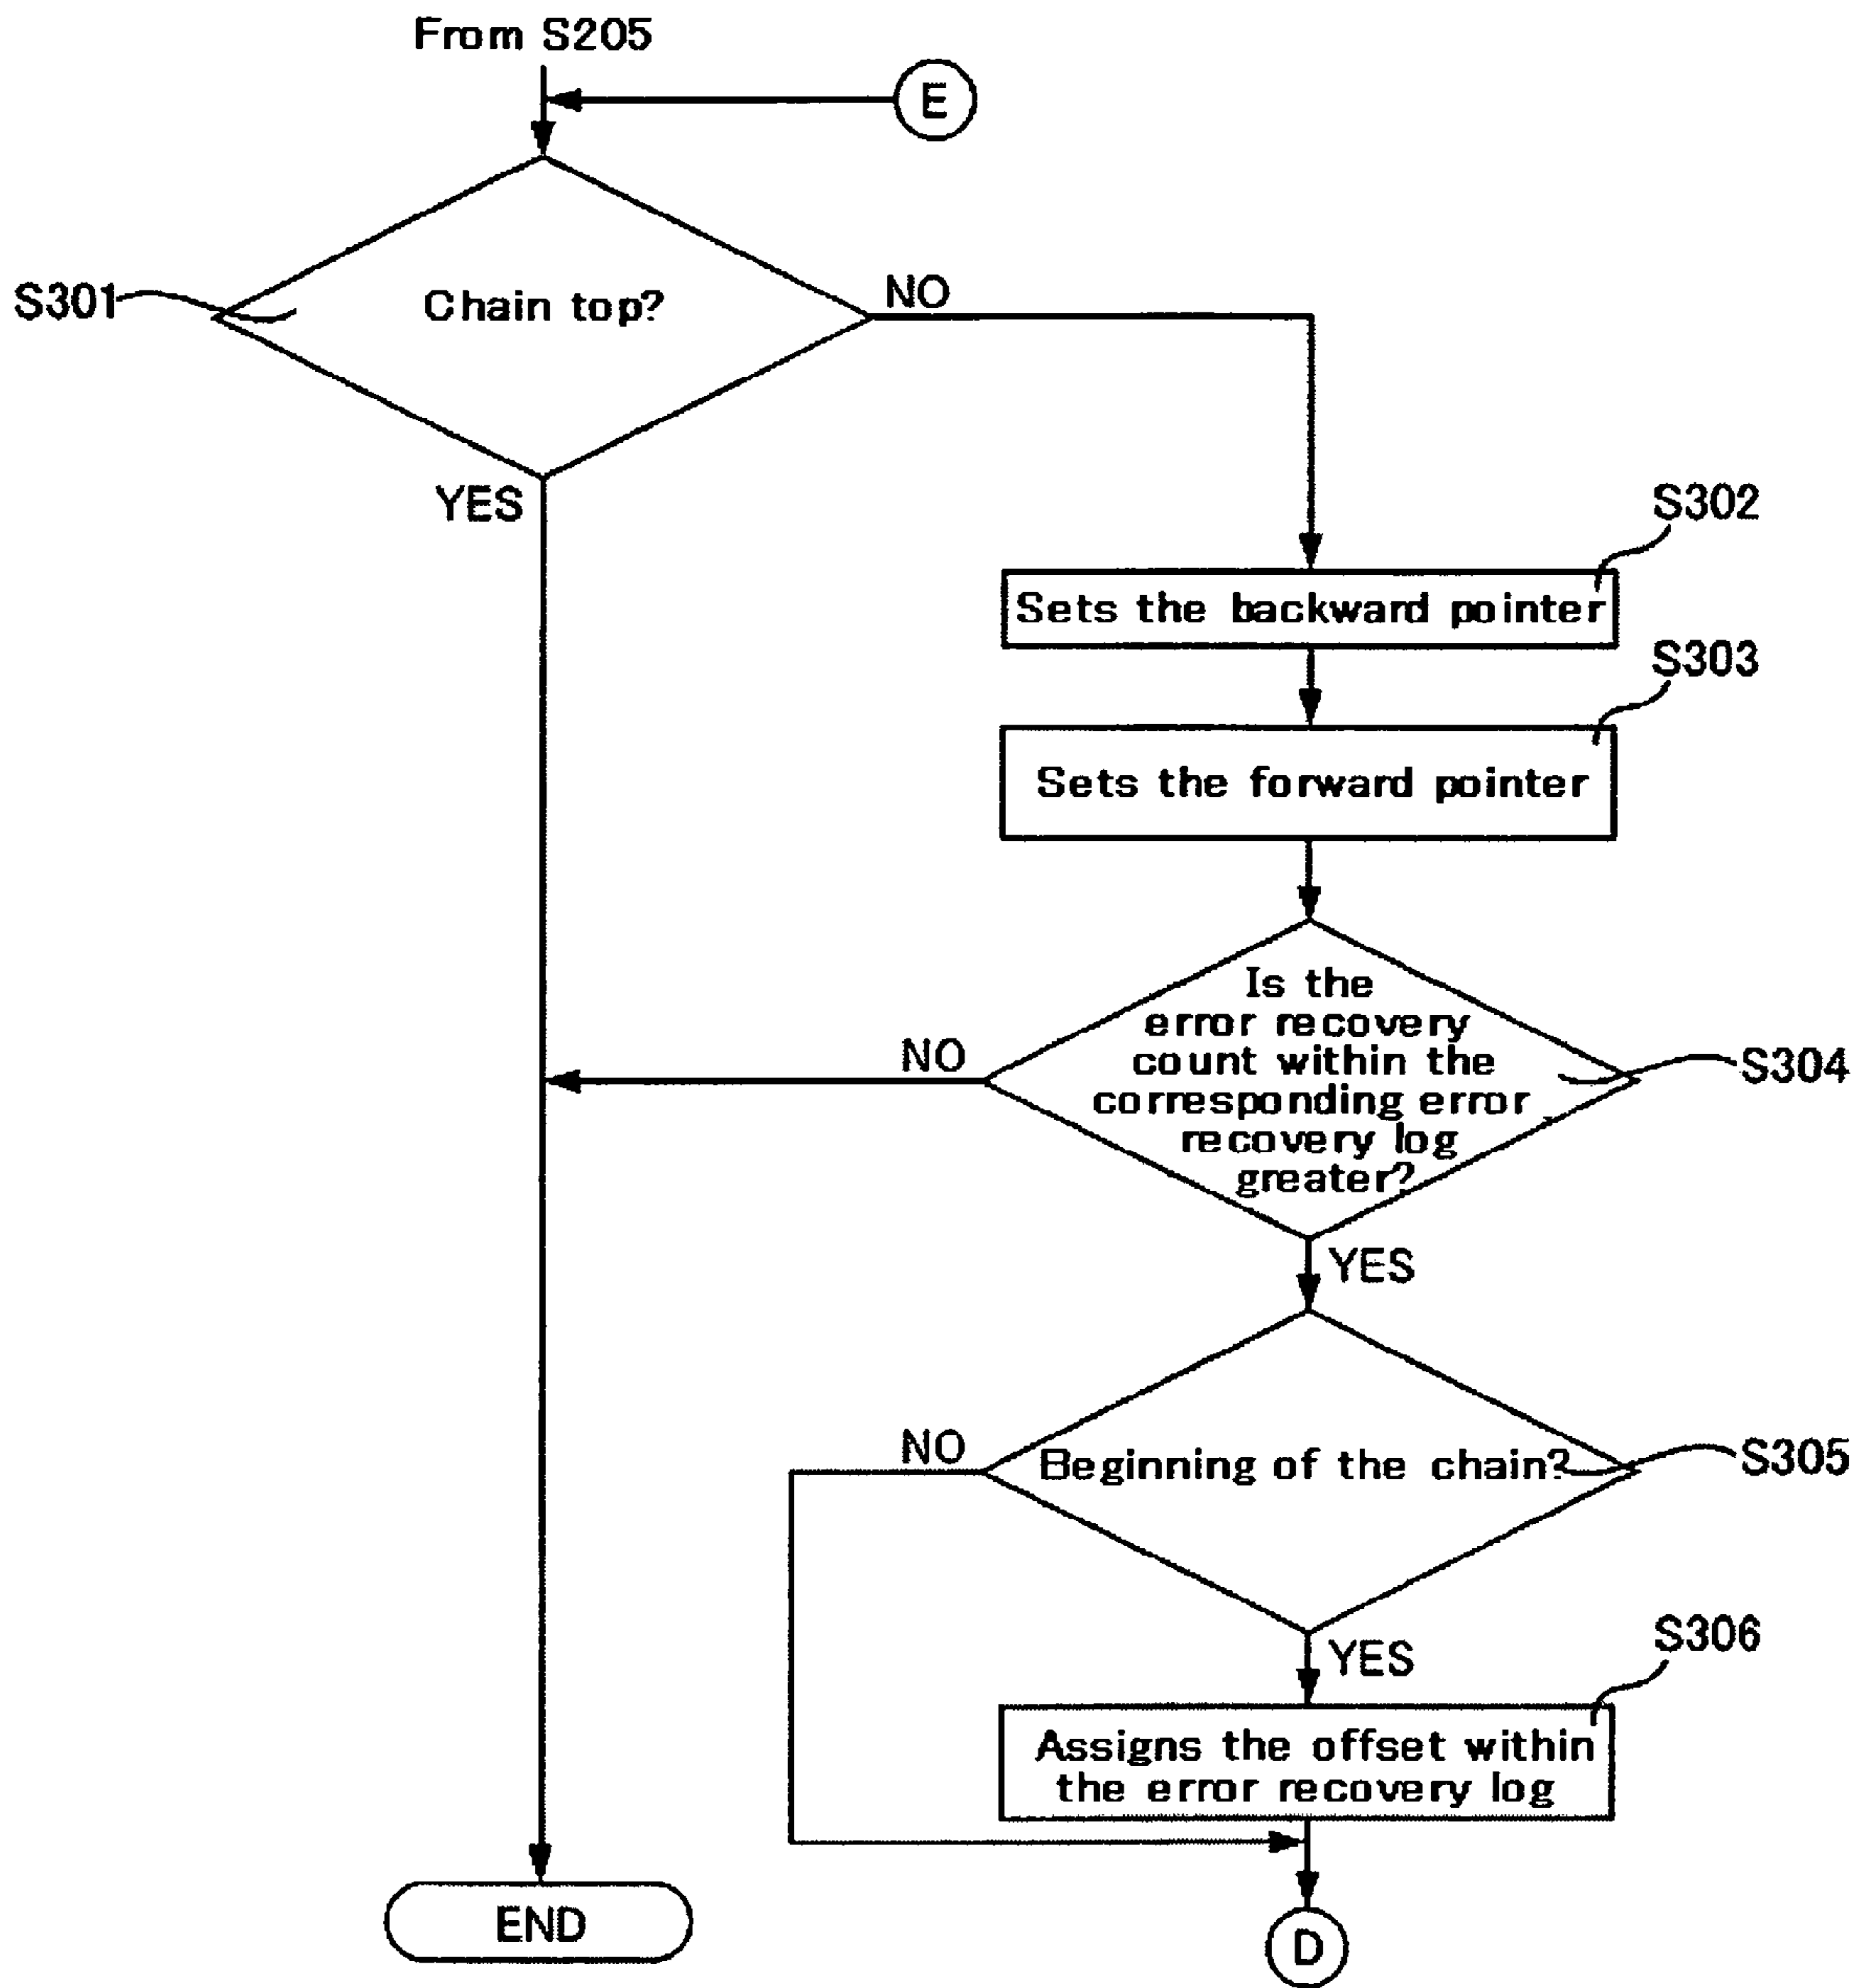 From S205
E
S301
Chain top?
NO
YES
S302
Sets the backward pointer
S303
Sets the forward pointer
Is the
error recovery
count within the
corresponding error
recovery log
greater?
NO
S304
YES
Beginning of the chain?
NO
S305
YES
S306
Assigns the offset within
the error recovery log
END
D